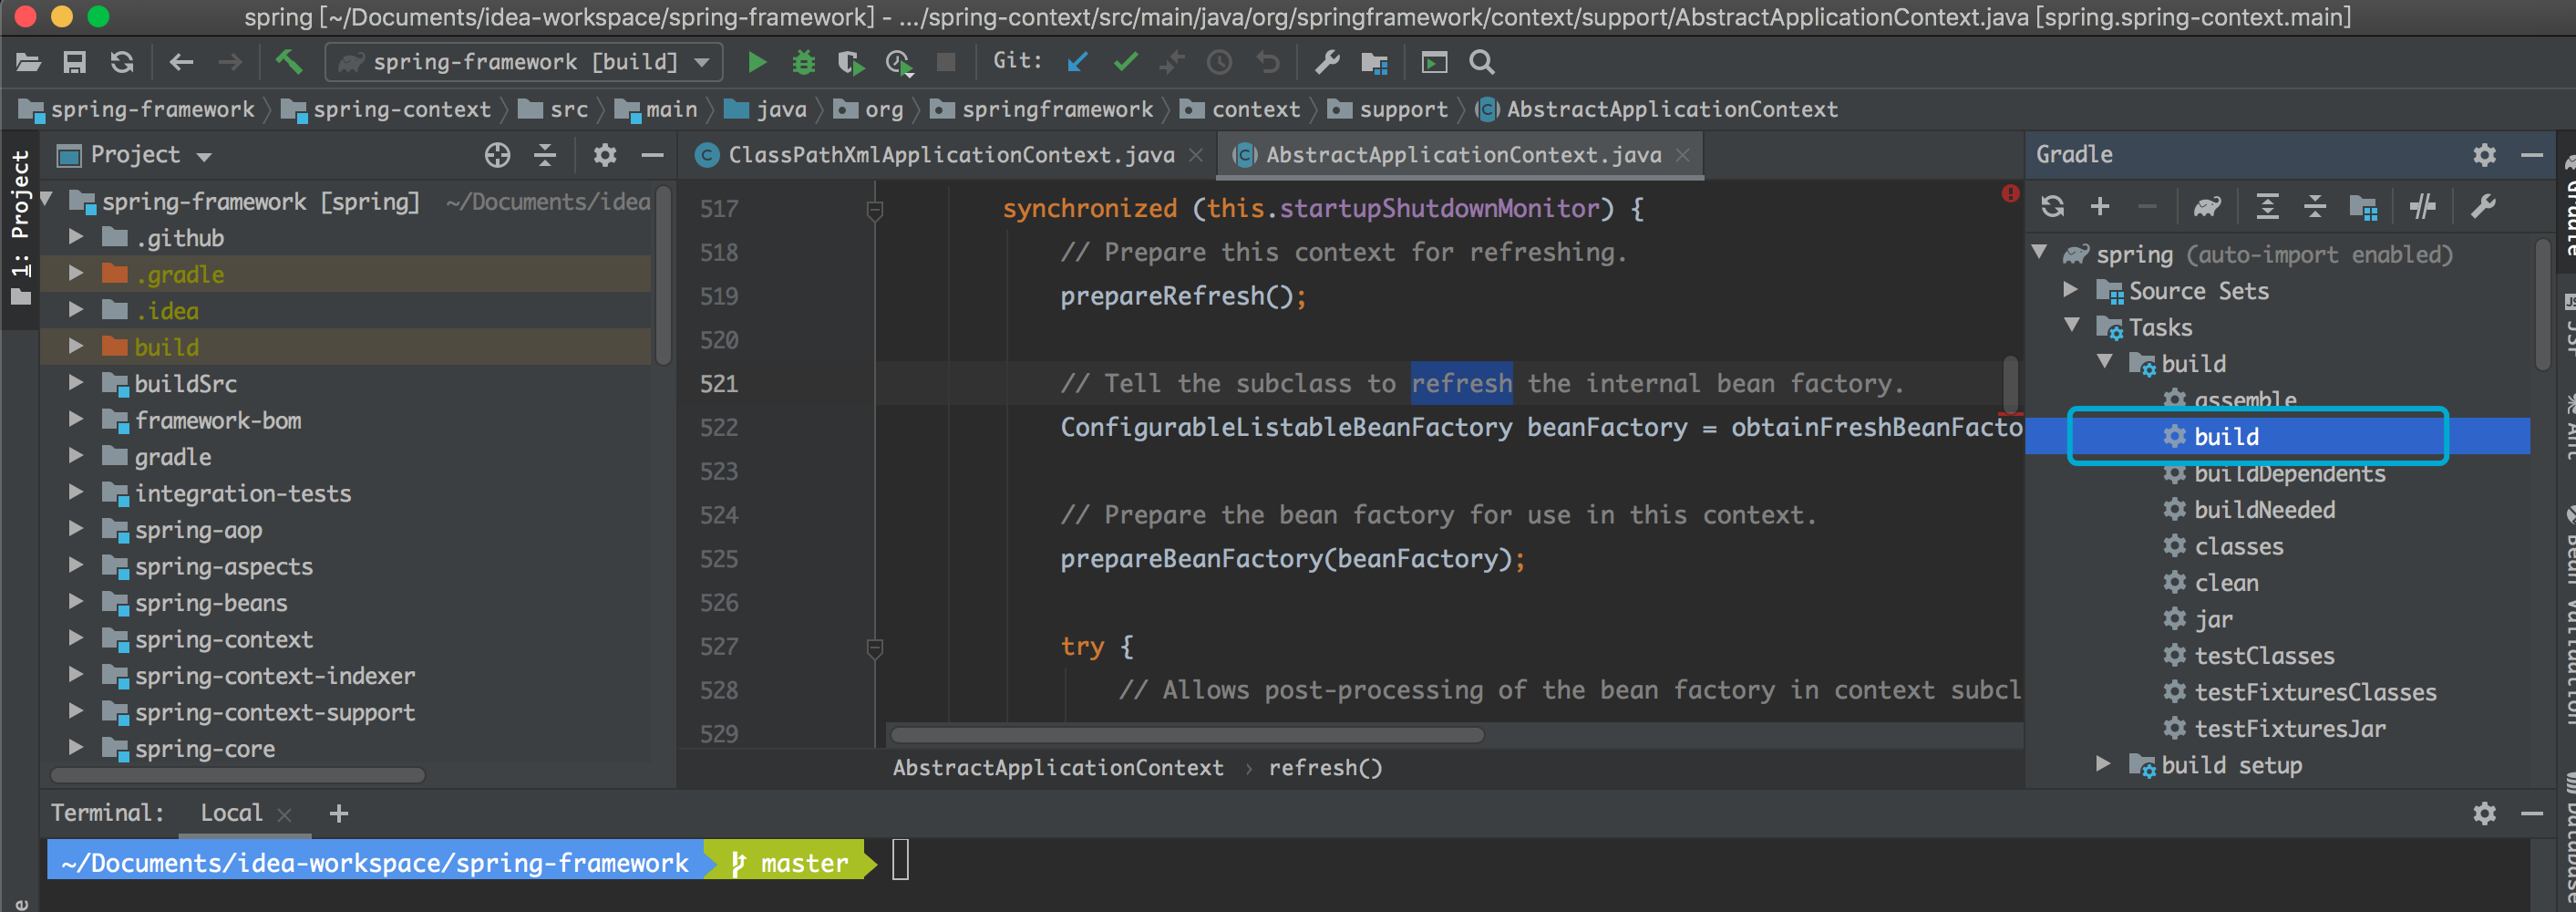 spring [~/Documents/idea-workspace/spring-framework] - .../spring-context/src/main/java/org/springframework/context/support/AbstractApplicationContext.java [spring.spring-context.main]
spring-framework [build]
Git:
spring-framework spring-context src main java org springframework context support AbstractApplicationContext
1: Project
Project
spring-framework [spring] ~/Documents/idea
.github
.gradle
.idea
build
buildSrc
framework-bom
gradle
integration-tests
spring-aop
spring-aspects
spring-beans
spring-context
spring-context-indexer
spring-context-support
spring-core
ClassPathXmlApplicationContext.java
AbstractApplicationContext.java
517 synchronized (this.startupShutdownMonitor) {
518 // Prepare this context for refreshing.
519 prepareRefresh();
520
521 // Tell the subclass to refresh the internal bean factory.
522 ConfigurableListableBeanFactory beanFactory = obtainFreshBeanFacto
523
524 // Prepare the bean factory for use in this context.
525 prepareBeanFactory(beanFactory);
526
527 try {
528 // Allows post-processing of the bean factory in context subcl
529
AbstractApplicationContext › refresh()
Gradle
spring (auto-import enabled)
Source Sets
Tasks
build
assemble
build
buildDependents
buildNeeded
classes
clean
jar
testClasses
testFixturesClasses
testFixturesJar
build setup
Gradle
Ant
Bean Validation
Database
Terminal: Local
~/Documents/idea-workspace/spring-framework master